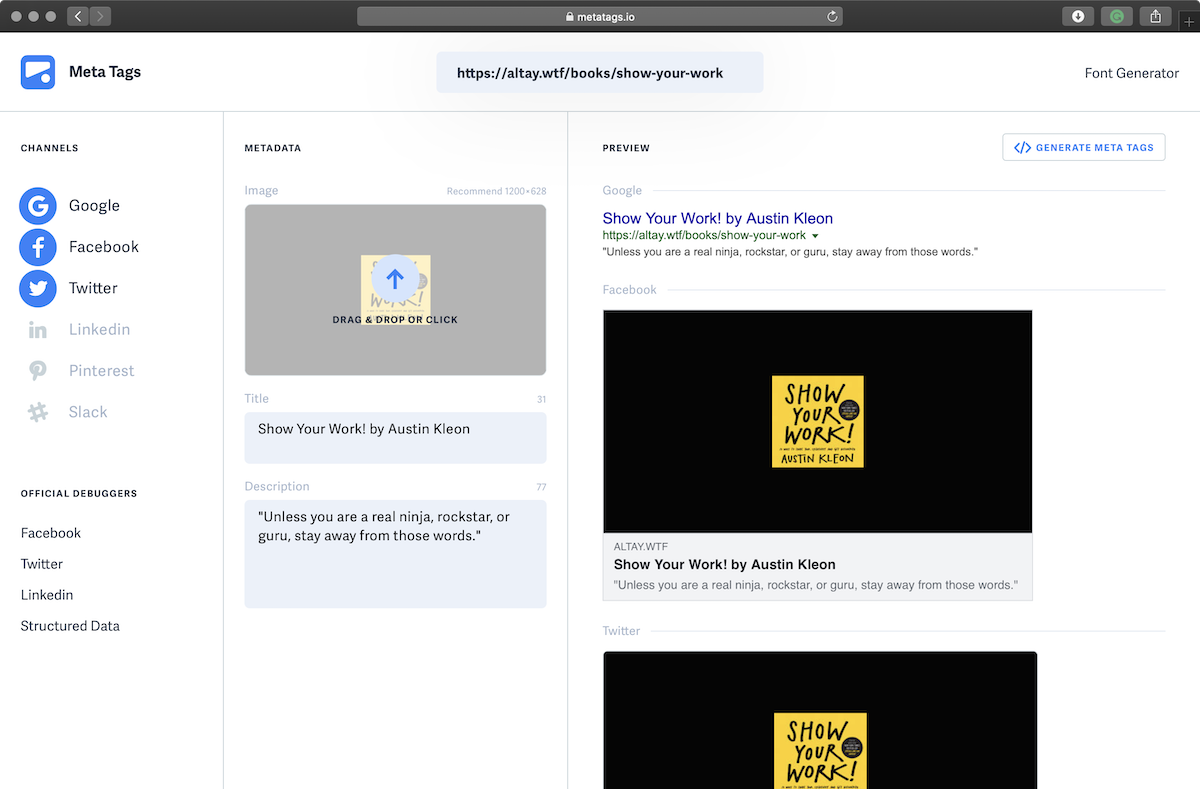 metatags.io
Meta Tags
https://altay.wtf/books/show-your-work
Font Generator
CHANNELS
Google
Facebook
Twitter
Linkedin
Pinterest
Slack
OFFICIAL DEBUGGERS
Facebook
Twitter
Linkedin
Structured Data
METADATA
Image
Recommend 1200×628
DRAG & DROP OR CLICK
Title
31
Show Your Work! by Austin Kleon
Description
77
"Unless you are a real ninja, rockstar, or
guru, stay away from those words."
PREVIEW
GENERATE META TAGS
Google
Show Your Work! by Austin Kleon
https://altay.wtf/books/show-your-work
"Unless you are a real ninja, rockstar, or guru, stay away from those words."
Facebook
SHOW
YOUR
WORK!
AUSTIN KLEON
ALTAY.WTF
Show Your Work! by Austin Kleon
"Unless you are a real ninja, rockstar, or guru, stay away from those words."
Twitter
SHOW
YOUR
WORK!